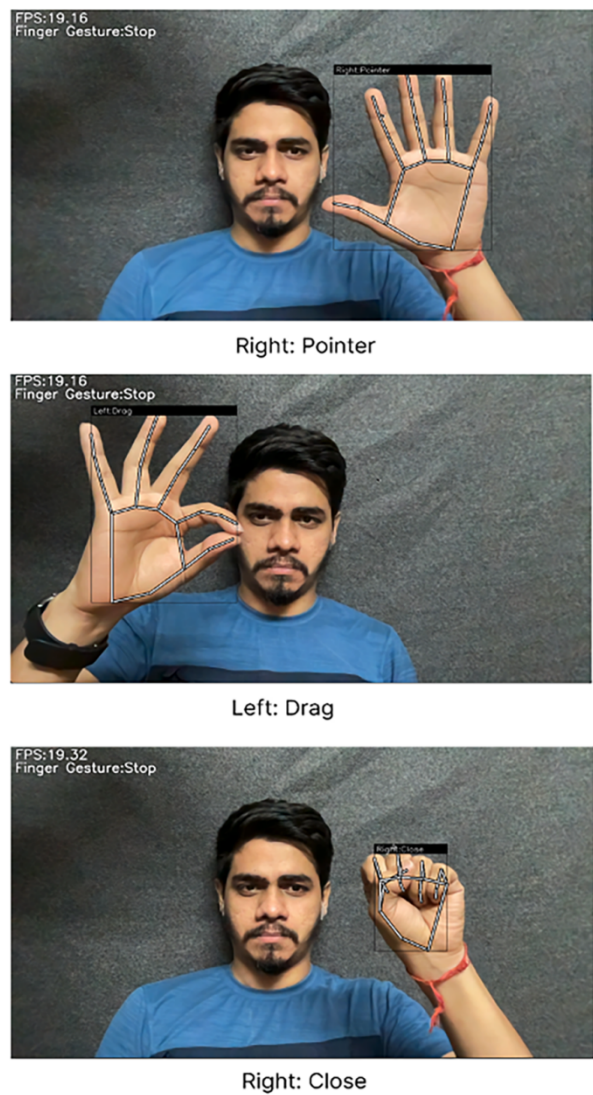 FPS:19.16
Finger Gesture:Stop
Right:Pointer
Right: Pointer
FPS:19.16
Finger Gesture:Stop
Left:Drag
Left: Drag
FPS:19.32
Finger Gesture:Stop
Right:Close
Right: Close